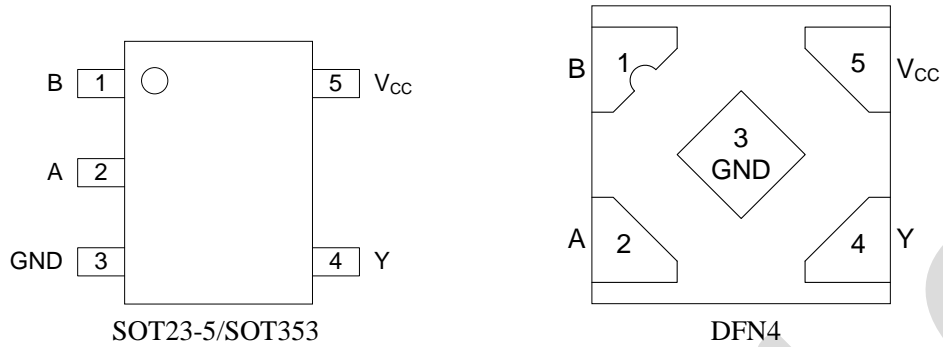 B 1
5 VCC
A 2
GND 3
4 Y
SOT23-5/SOT353
B 1
5 VCC
3
GND
A 2
4 Y
DFN4